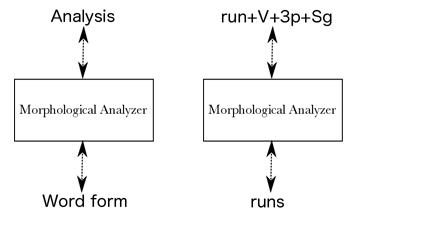 Analysis
Morphological Analyzer
Word form
run+V+3p+Sg
Morphological Analyzer
runs